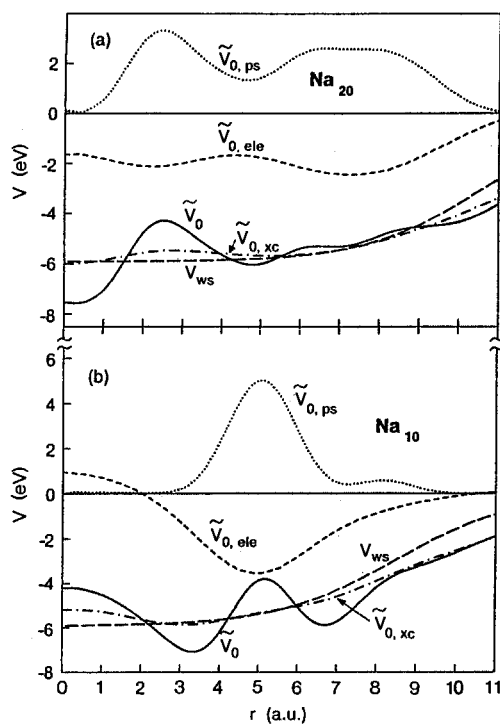 (a)
Ṽ0, ps
Na20
Ṽ0, ele
Ṽ0
Ṽ0, xc
Vws
V (eV)
2
0
-2
-4
-6
-8
(b)
Ṽ0, ps
Na10
Ṽ0, ele
Vws
Ṽ0
Ṽ0, xc
V (eV)
6
4
2
0
-2
-4
-6
-8
0 1 2 3 4 5 6 7 8 9 10 11
r (a.u.)